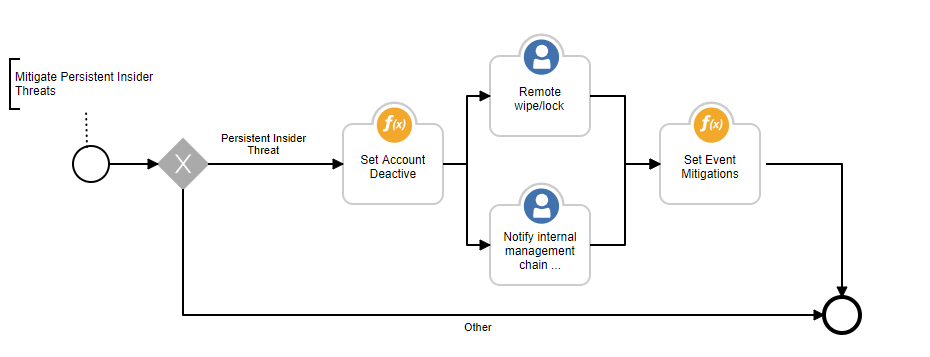 Mitigate Persistent Insider
Threats
X
Persistent Insider
Threat
f(x)
Set Account
Deactive
Remote
wipe/lock
Notify internal
management
chain ...
f(x)
Set Event
Mitigations
Other